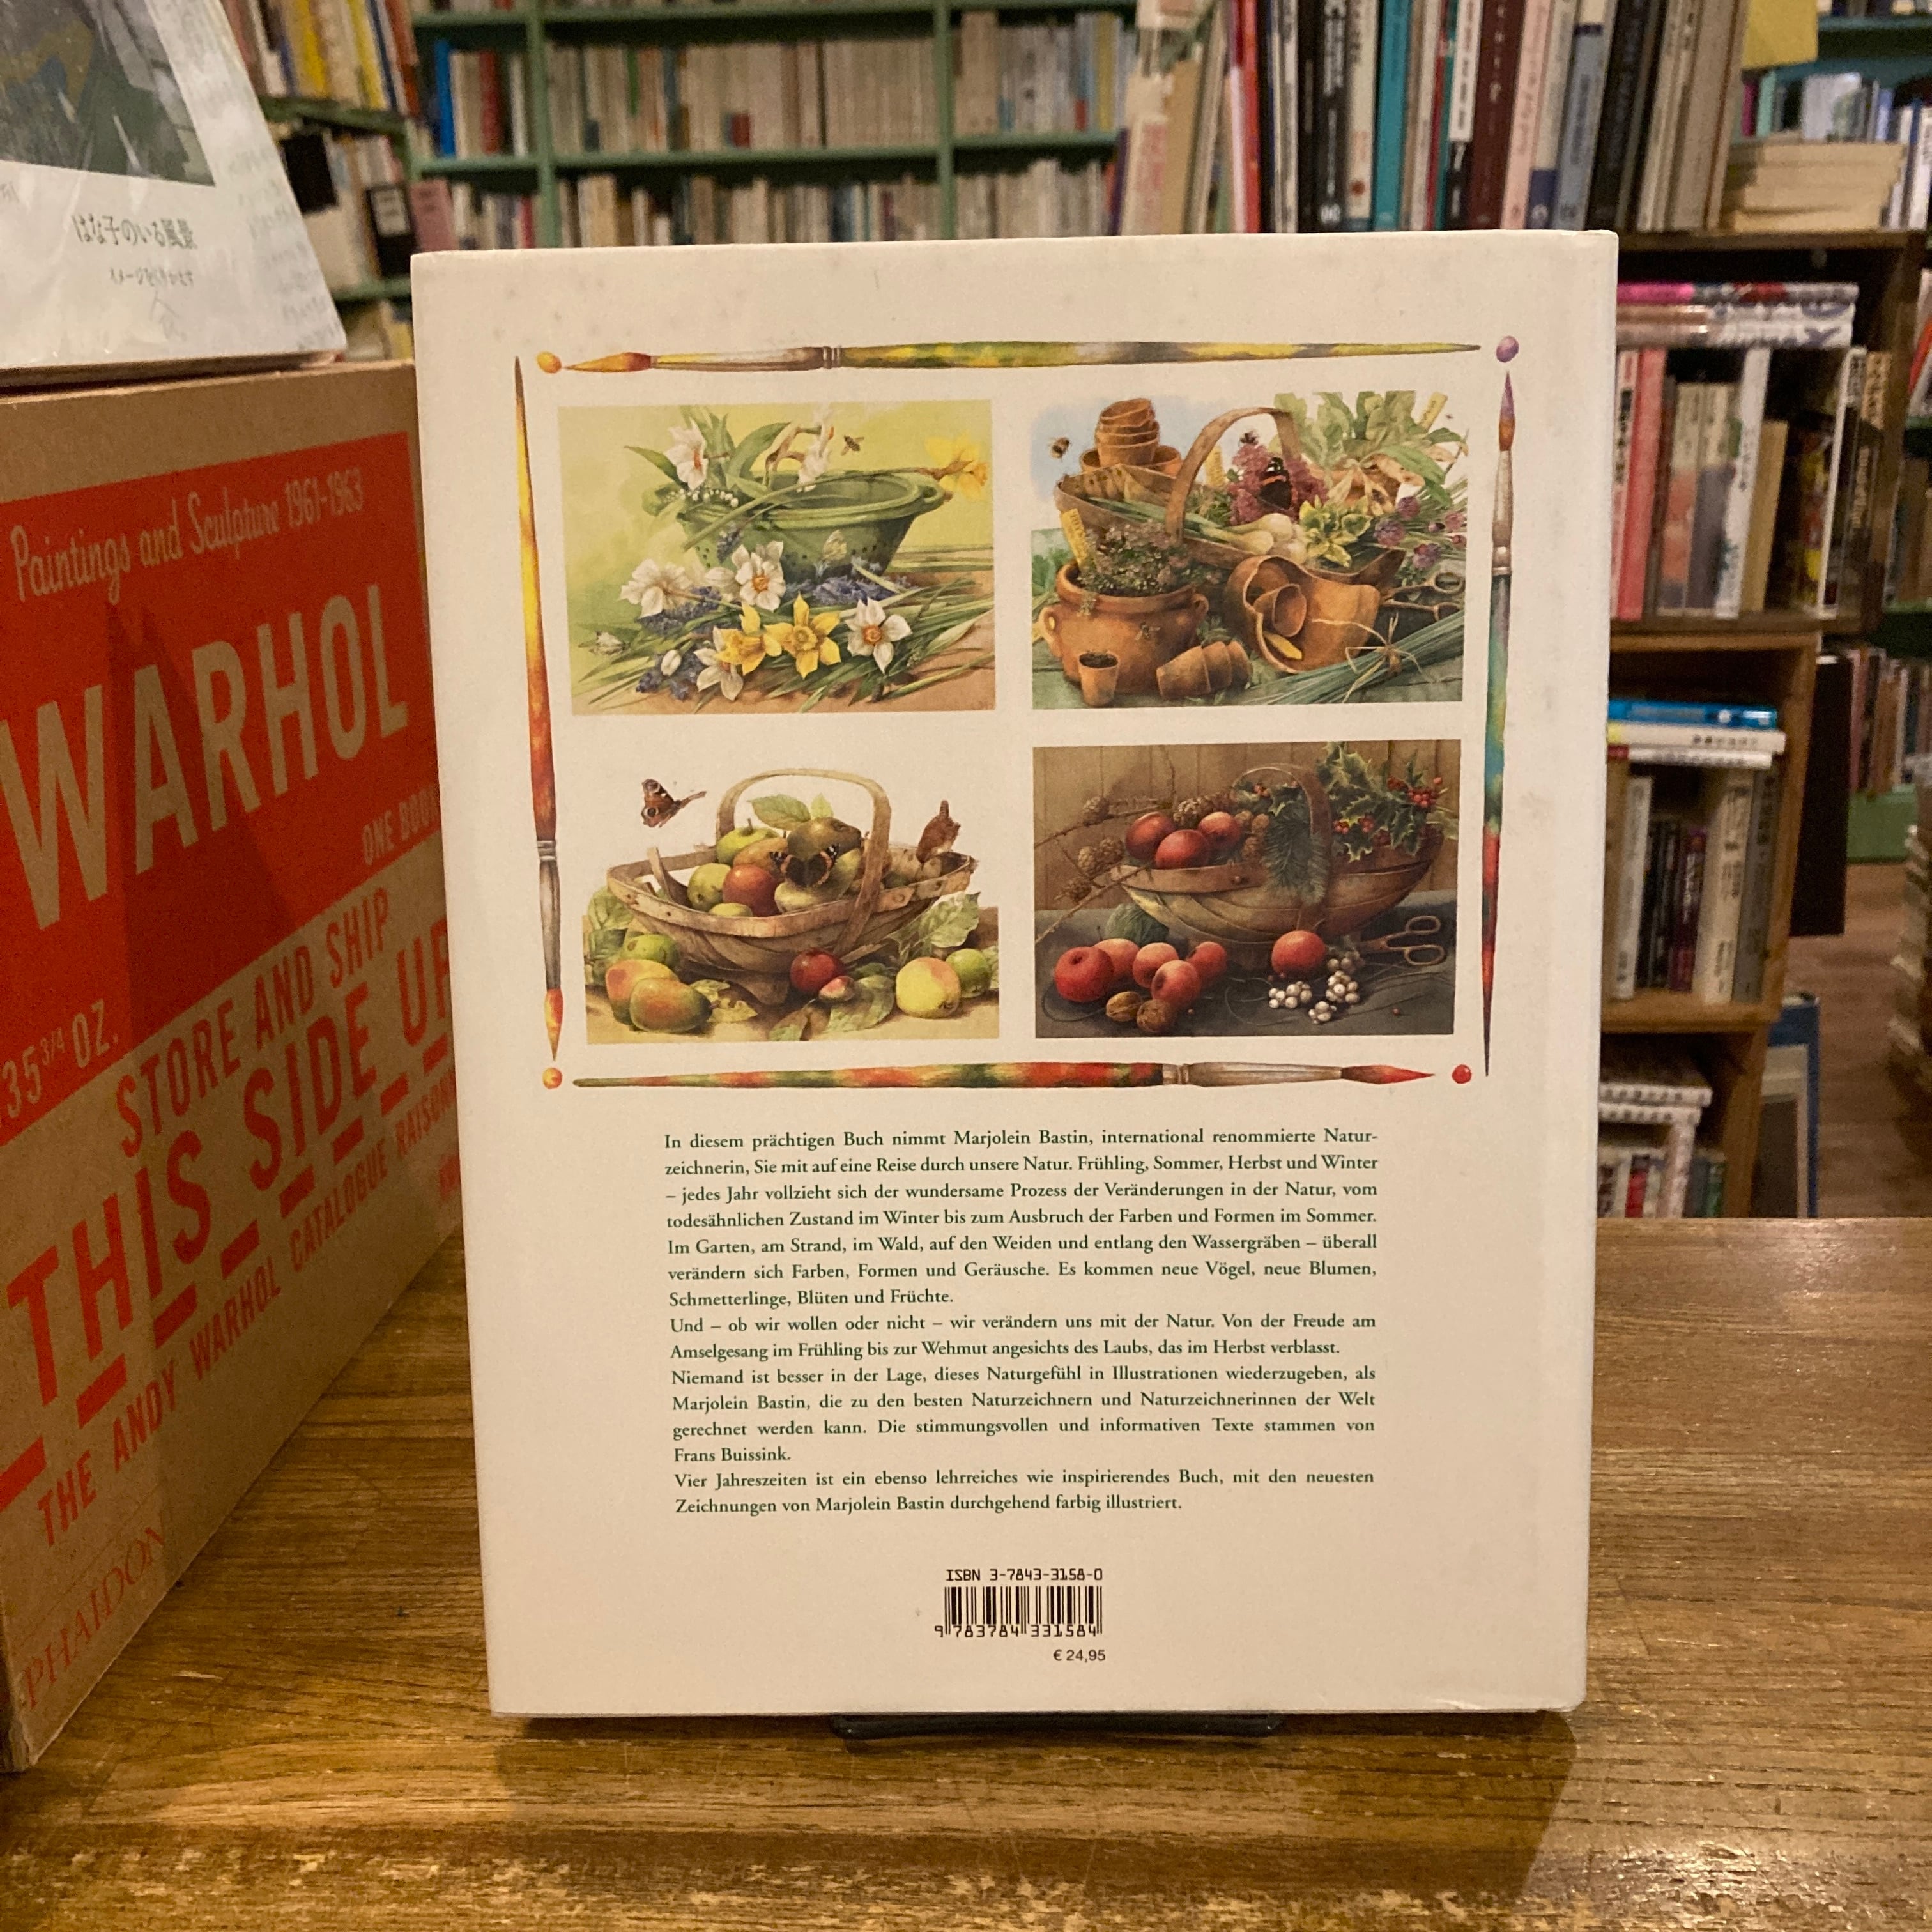 はな子のいる風景
イメージを
Paintings and Sculpture 1961-1963
WARHOL
ONE BOOK
35 3/4 OZ.
STORE AND SHIP
THIS SIDE UP
THE ANDY WARHOL CATALOGUE
PHAIDON
In diesem prächtigen Buch nimmt Marjolein Bastin, international renommierte Natur-
zeichnerin, Sie mit auf eine Reise durch unsere Natur. Frühling, Sommer, Herbst und Winter
– jedes Jahr vollzieht sich der wundersame Prozess der Veränderungen in der Natur, vom
todesähnlichen Zustand im Winter bis zum Ausbruch der Farben und Formen im Sommer.
Im Garten, am Strand, im Wald, auf den Weiden und entlang den Wassergräben – überall
verändern sich Farben, Formen und Geräusche. Es kommen neue Vögel, neue Blumen,
Schmetterlinge, Blüten und Früchte.
Und – ob wir wollen oder nicht – wir verändern uns mit der Natur. Von der Freude am
Amselgesang im Frühling bis zur Wehmut angesichts des Laubs, das im Herbst verblasst.
Niemand ist besser in der Lage, dieses Naturgefühl in Illustrationen wiederzugeben, als
Marjolein Bastin, die zu den besten Naturzeichnern und Naturzeichnerinnen der Welt
gerechnet werden kann. Die stimmungsvollen und informativen Texte stammen von
Frans Buissink.
Vier Jahreszeiten ist ein ebenso lehrreiches wie inspirierendes Buch, mit den neuesten
Zeichnungen von Marjolein Bastin durchgehend farbig illustriert.
ISBN 3-7843-3158-0
9 783784 331584
€ 24,95